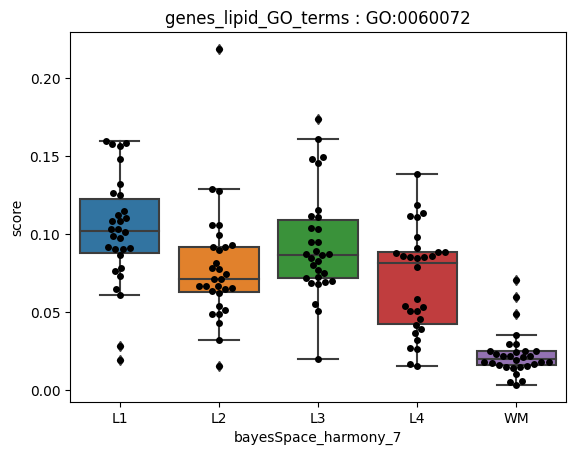 genes_lipid_GO_terms : GO:0060072
score
0.20
0.15
0.10
0.05
0.00
L1 L2 L3 L4 WM
bayesSpace_harmony_7